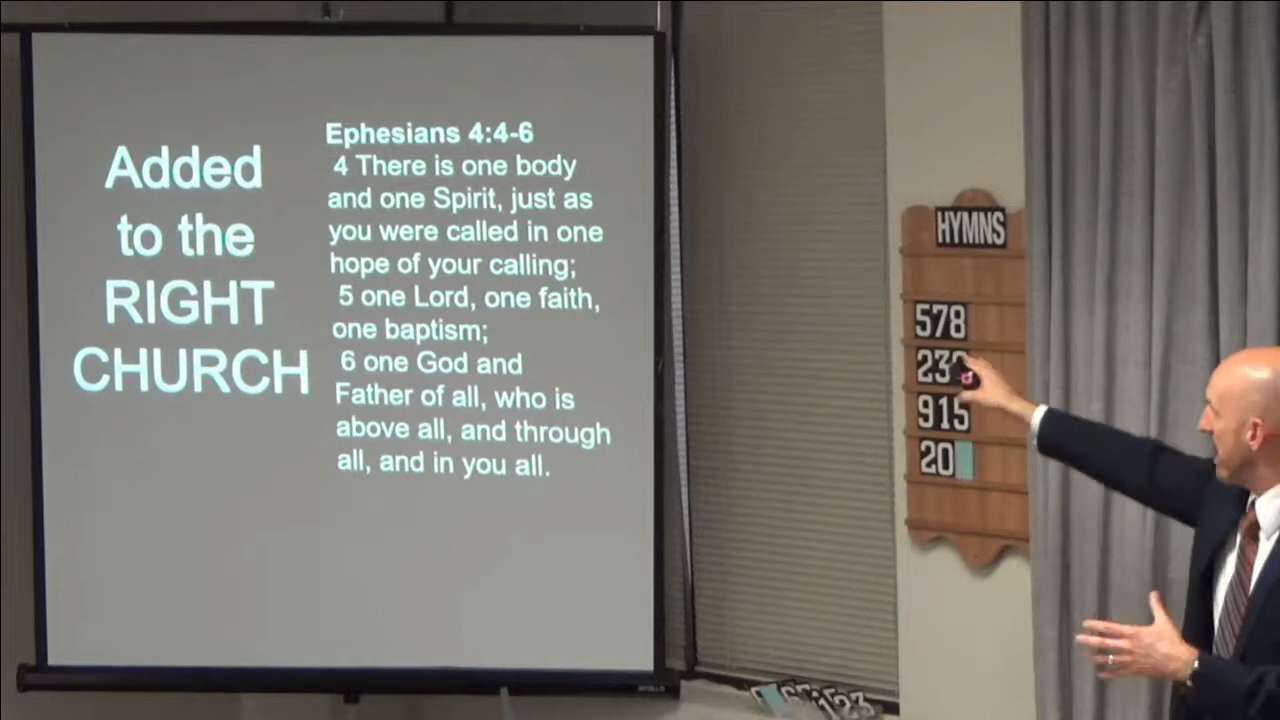 Added
to the
RIGHT
CHURCH
Ephesians 4:4-6
4 There is one body
and one Spirit, just as
you were called in one
hope of your calling;
5 one Lord, one faith,
one baptism;
6 one God and
Father of all, who is
above all, and through
all, and in you all.
HYMNS
578
915
20
APOLLO